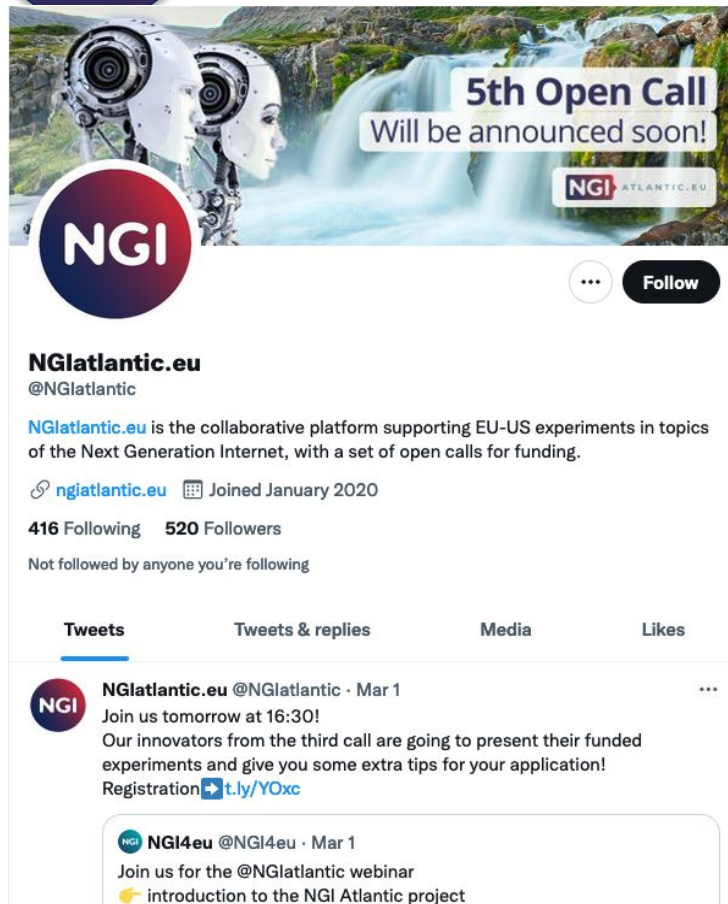 5th Open Call
Will be announced soon!
NGI ATLANTIC.EU
NGI
Follow
NGIatlantic.eu
@NGIatlantic
NGIatlantic.eu is the collaborative platform supporting EU-US experiments in topics
of the Next Generation Internet, with a set of open calls for funding.
ngiatlantic.eu Joined January 2020
416 Following 520 Followers
Not followed by anyone you're following
Tweets Tweets & replies Media Likes
NGI
NGIatlantic.eu @NGIatlantic · Mar 1
Join us tomorrow at 16:30!
Our innovators from the third call are going to present their funded
experiments and give you some extra tips for your application!
Registration➡️t.ly/YOxc
NGI NGI4eu @NGI4eu · Mar 1
Join us for the @NGIatlantic webinar
👉 introduction to the NGI Atlantic project